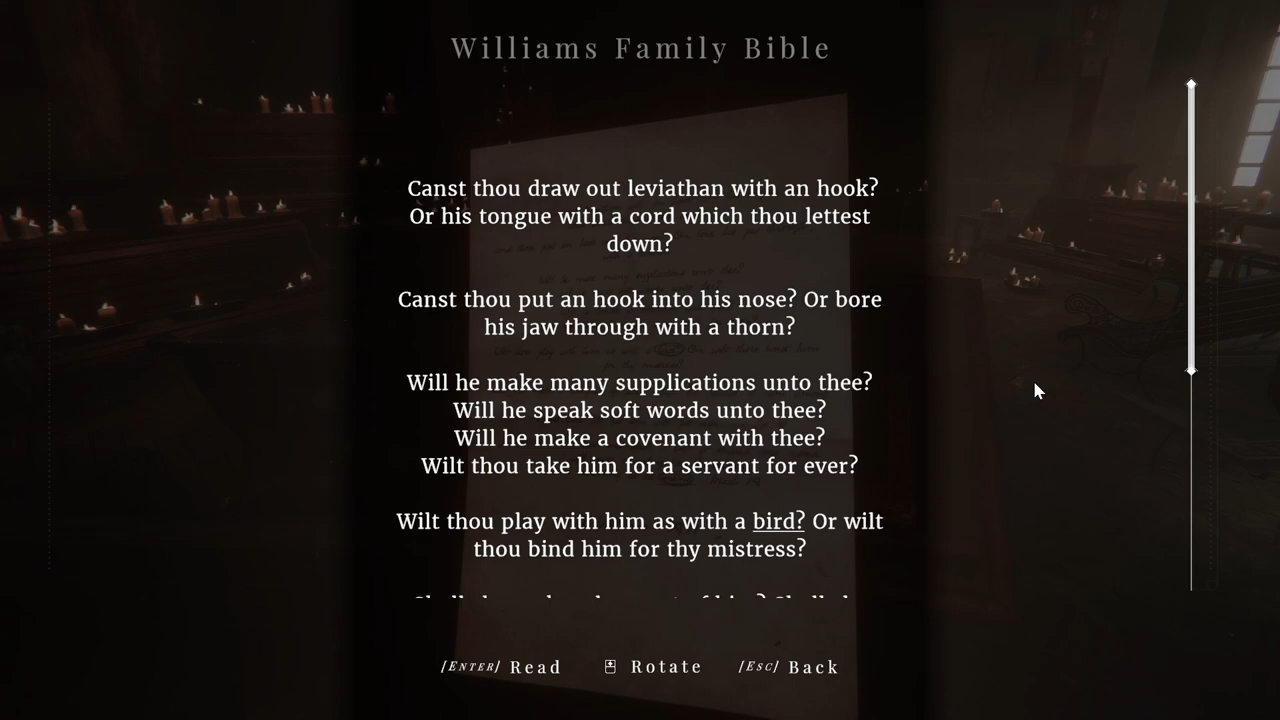 Williams Family Bible
Canst thou draw out leviathan with an hook?
Or his tongue with a cord which thou lettest
down?
Canst thou put an hook into his nose? Or bore
his jaw through with a thorn?
Will he make many supplications unto thee?
Will he speak soft words unto thee?
Will he make a covenant with thee?
Wilt thou take him for a servant for ever?
Wilt thou play with him as with a bird? Or wilt
thou bind him for thy mistress?
/ENTER/ Read
Rotate
/ESC/ Back